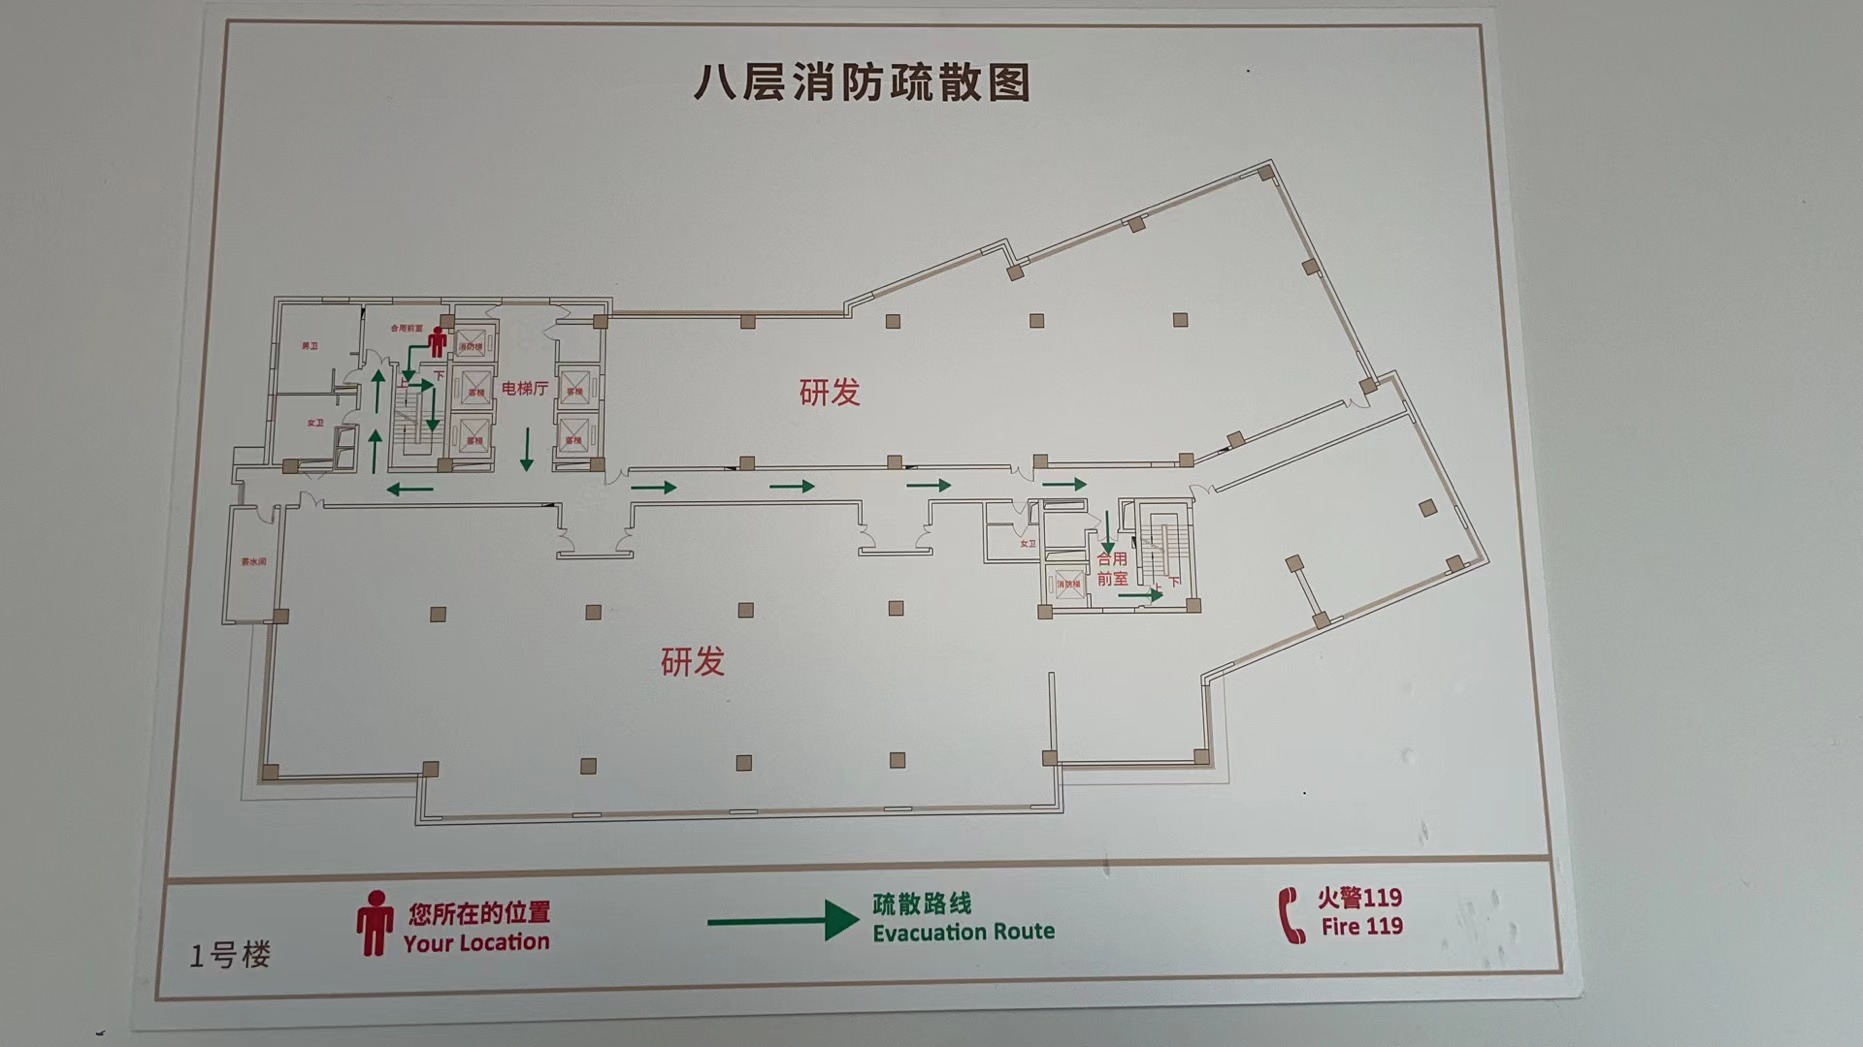 八层消防疏散图
合用前室
男卫
消防梯
上
下
电梯厅
客梯
客梯
研发
女卫
客梯
客梯
女卫
茶水间
合用
前室
消防梯
上
下
研发
您所在的位置
Your Location
疏散路线
Evacuation Route
火警119
Fire 119
1号楼